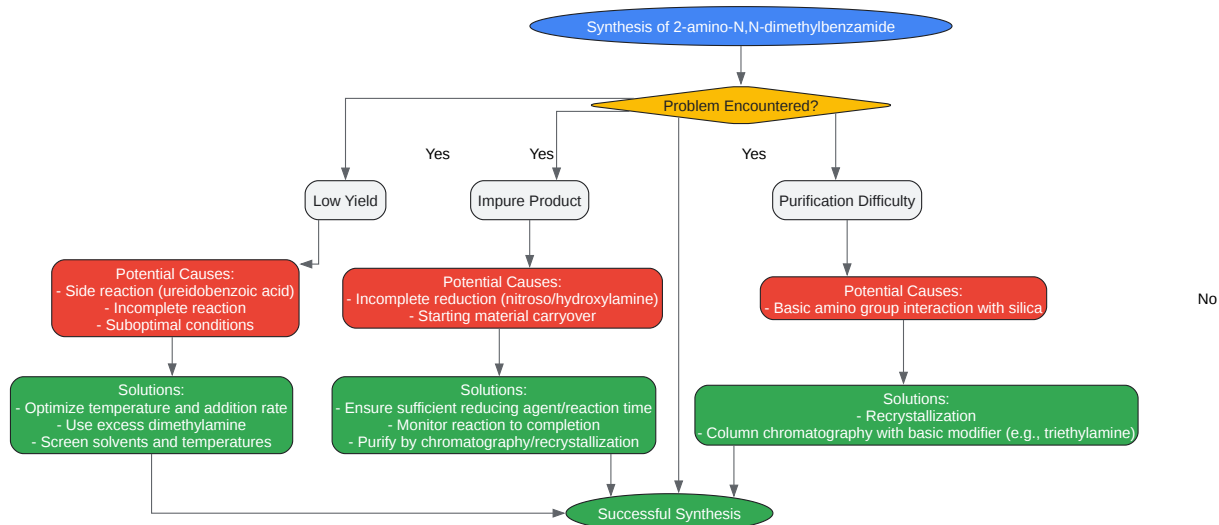 Synthesis of 2-amino-N,N-dimethylbenzamide
Problem Encountered?
Yes
Yes
Yes
No
Low Yield
Impure Product
Purification Difficulty
Potential Causes:
- Side reaction (ureidobenzoic acid)
- Incomplete reaction
- Suboptimal conditions
Potential Causes:
- Incomplete reduction (nitroso/hydroxylamine)
- Starting material carryover
Potential Causes:
- Basic amino group interaction with silica
Solutions:
- Optimize temperature and addition rate
- Use excess dimethylamine
- Screen solvents and temperatures
Solutions:
- Ensure sufficient reducing agent/reaction time
- Monitor reaction to completion
- Purify by chromatography/recrystallization
Solutions:
- Recrystallization
- Column chromatography with basic modifier (e.g., triethylamine)
Successful Synthesis